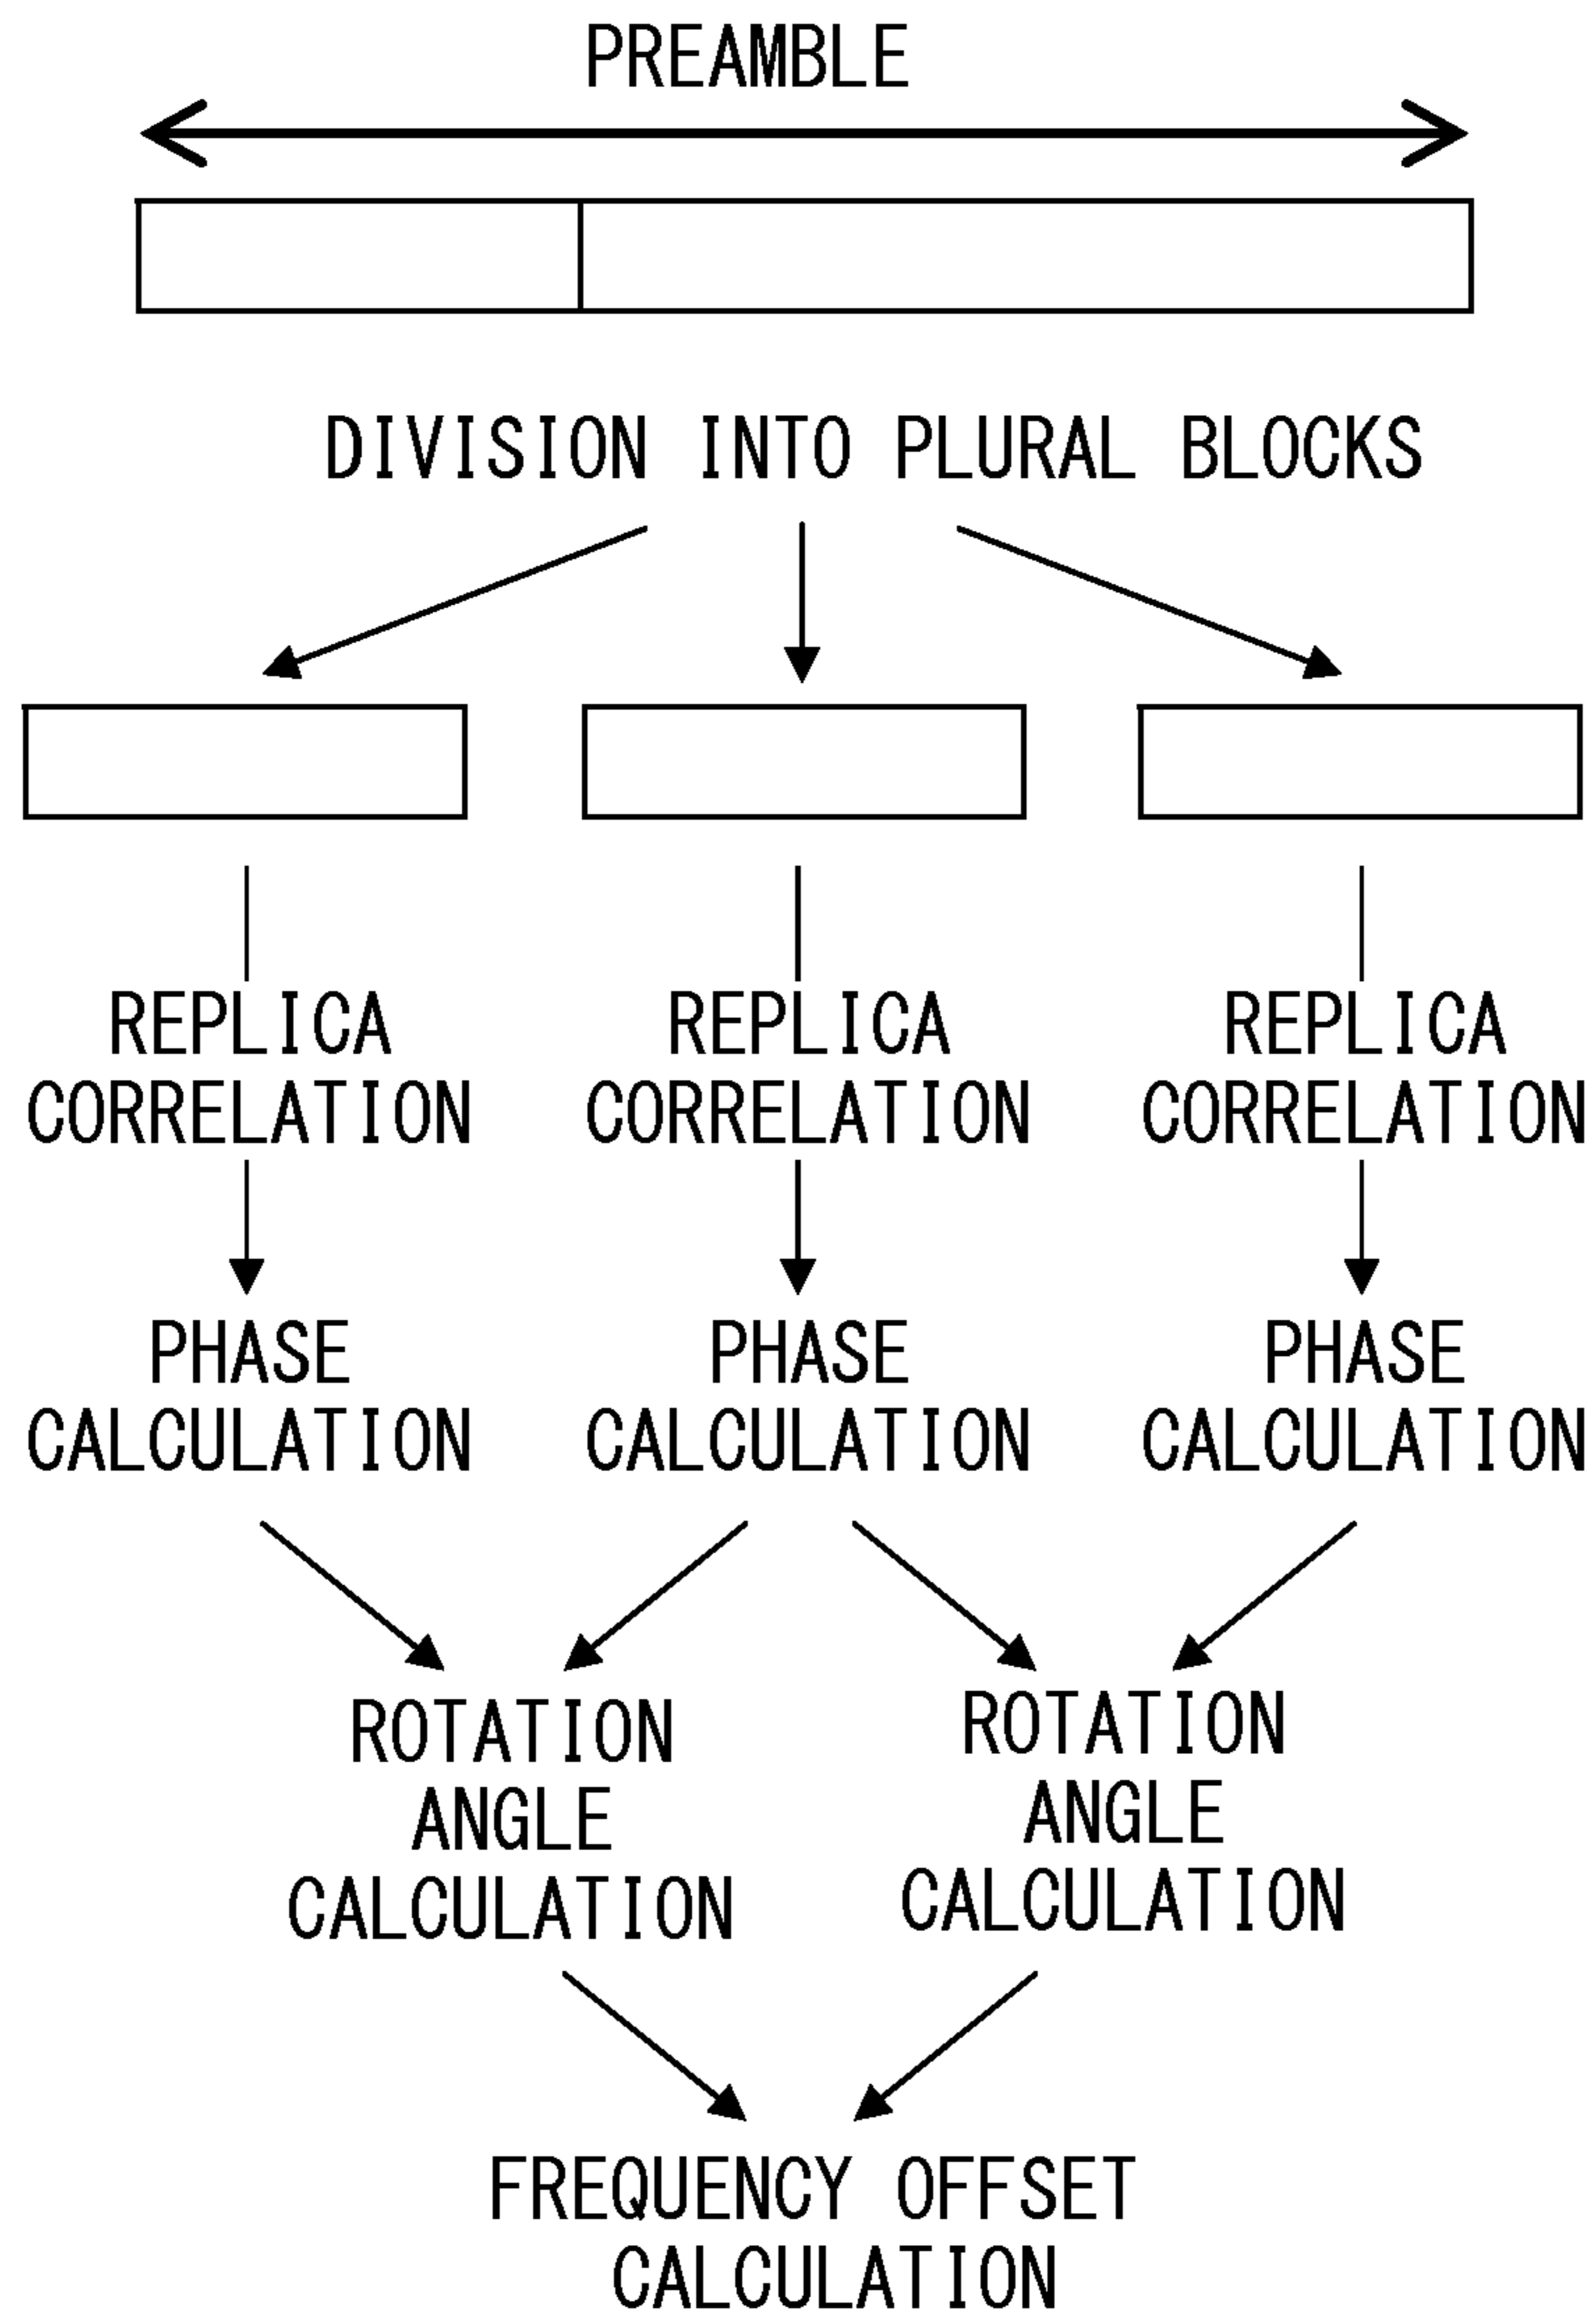 PREAMBLE
DIVISION INTO PLURAL BLOCKS
REPLICA CORRELATION
REPLICA CORRELATION
REPLICA CORRELATION
PHASE CALCULATION
PHASE CALCULATION
PHASE CALCULATION
ROTATION
ANGLE
CALCULATION
ROTATION
ANGLE
CALCULATION
FREQUENCY OFFSET
CALCULATION